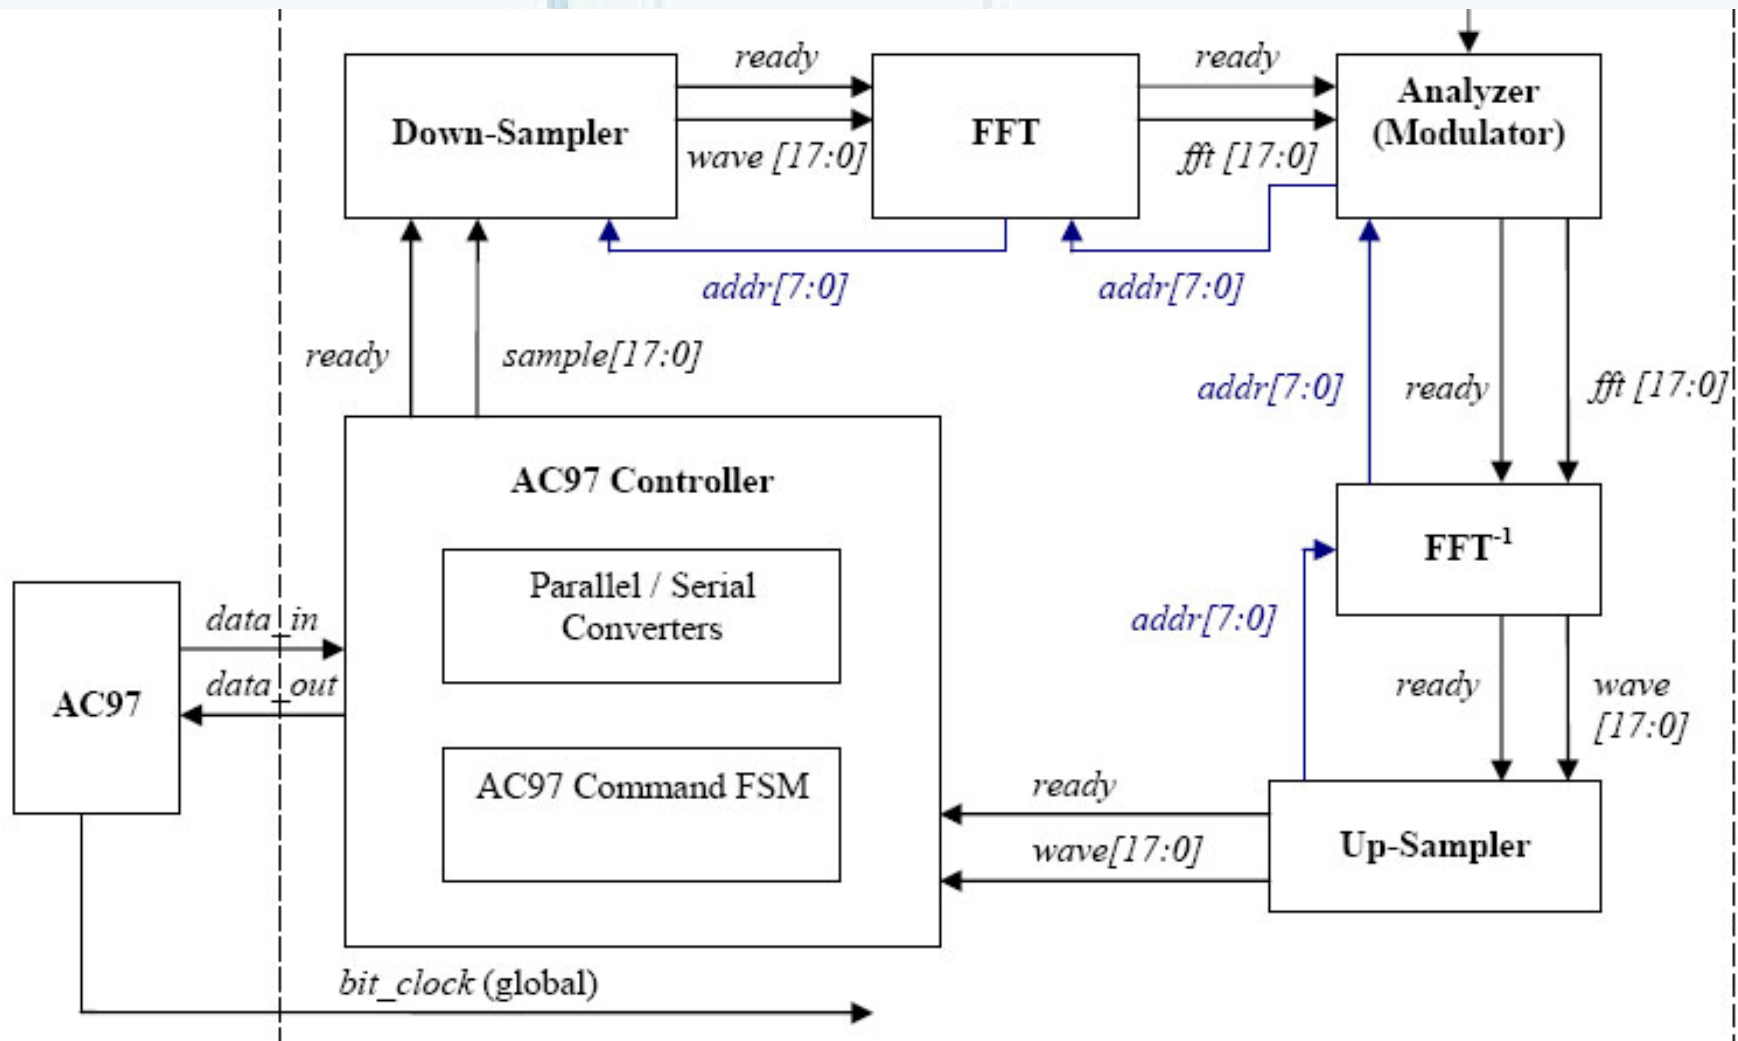 ready
ready
Analyzer
(Modulator)
Down-Sampler
FFT
wave [17:0]
fft [17:0]
addr[7:0]
addr[7:0]
ready
sample[17:0]
addr[7:0]
ready
fft [17:0]
AC97 Controller
FFT-1
Parallel / Serial
Converters
data_in
addr[7:0]
data_out
AC97
ready
wave
[17:0]
AC97 Command FSM
ready
wave[17:0]
Up-Sampler
bit_clock (global)